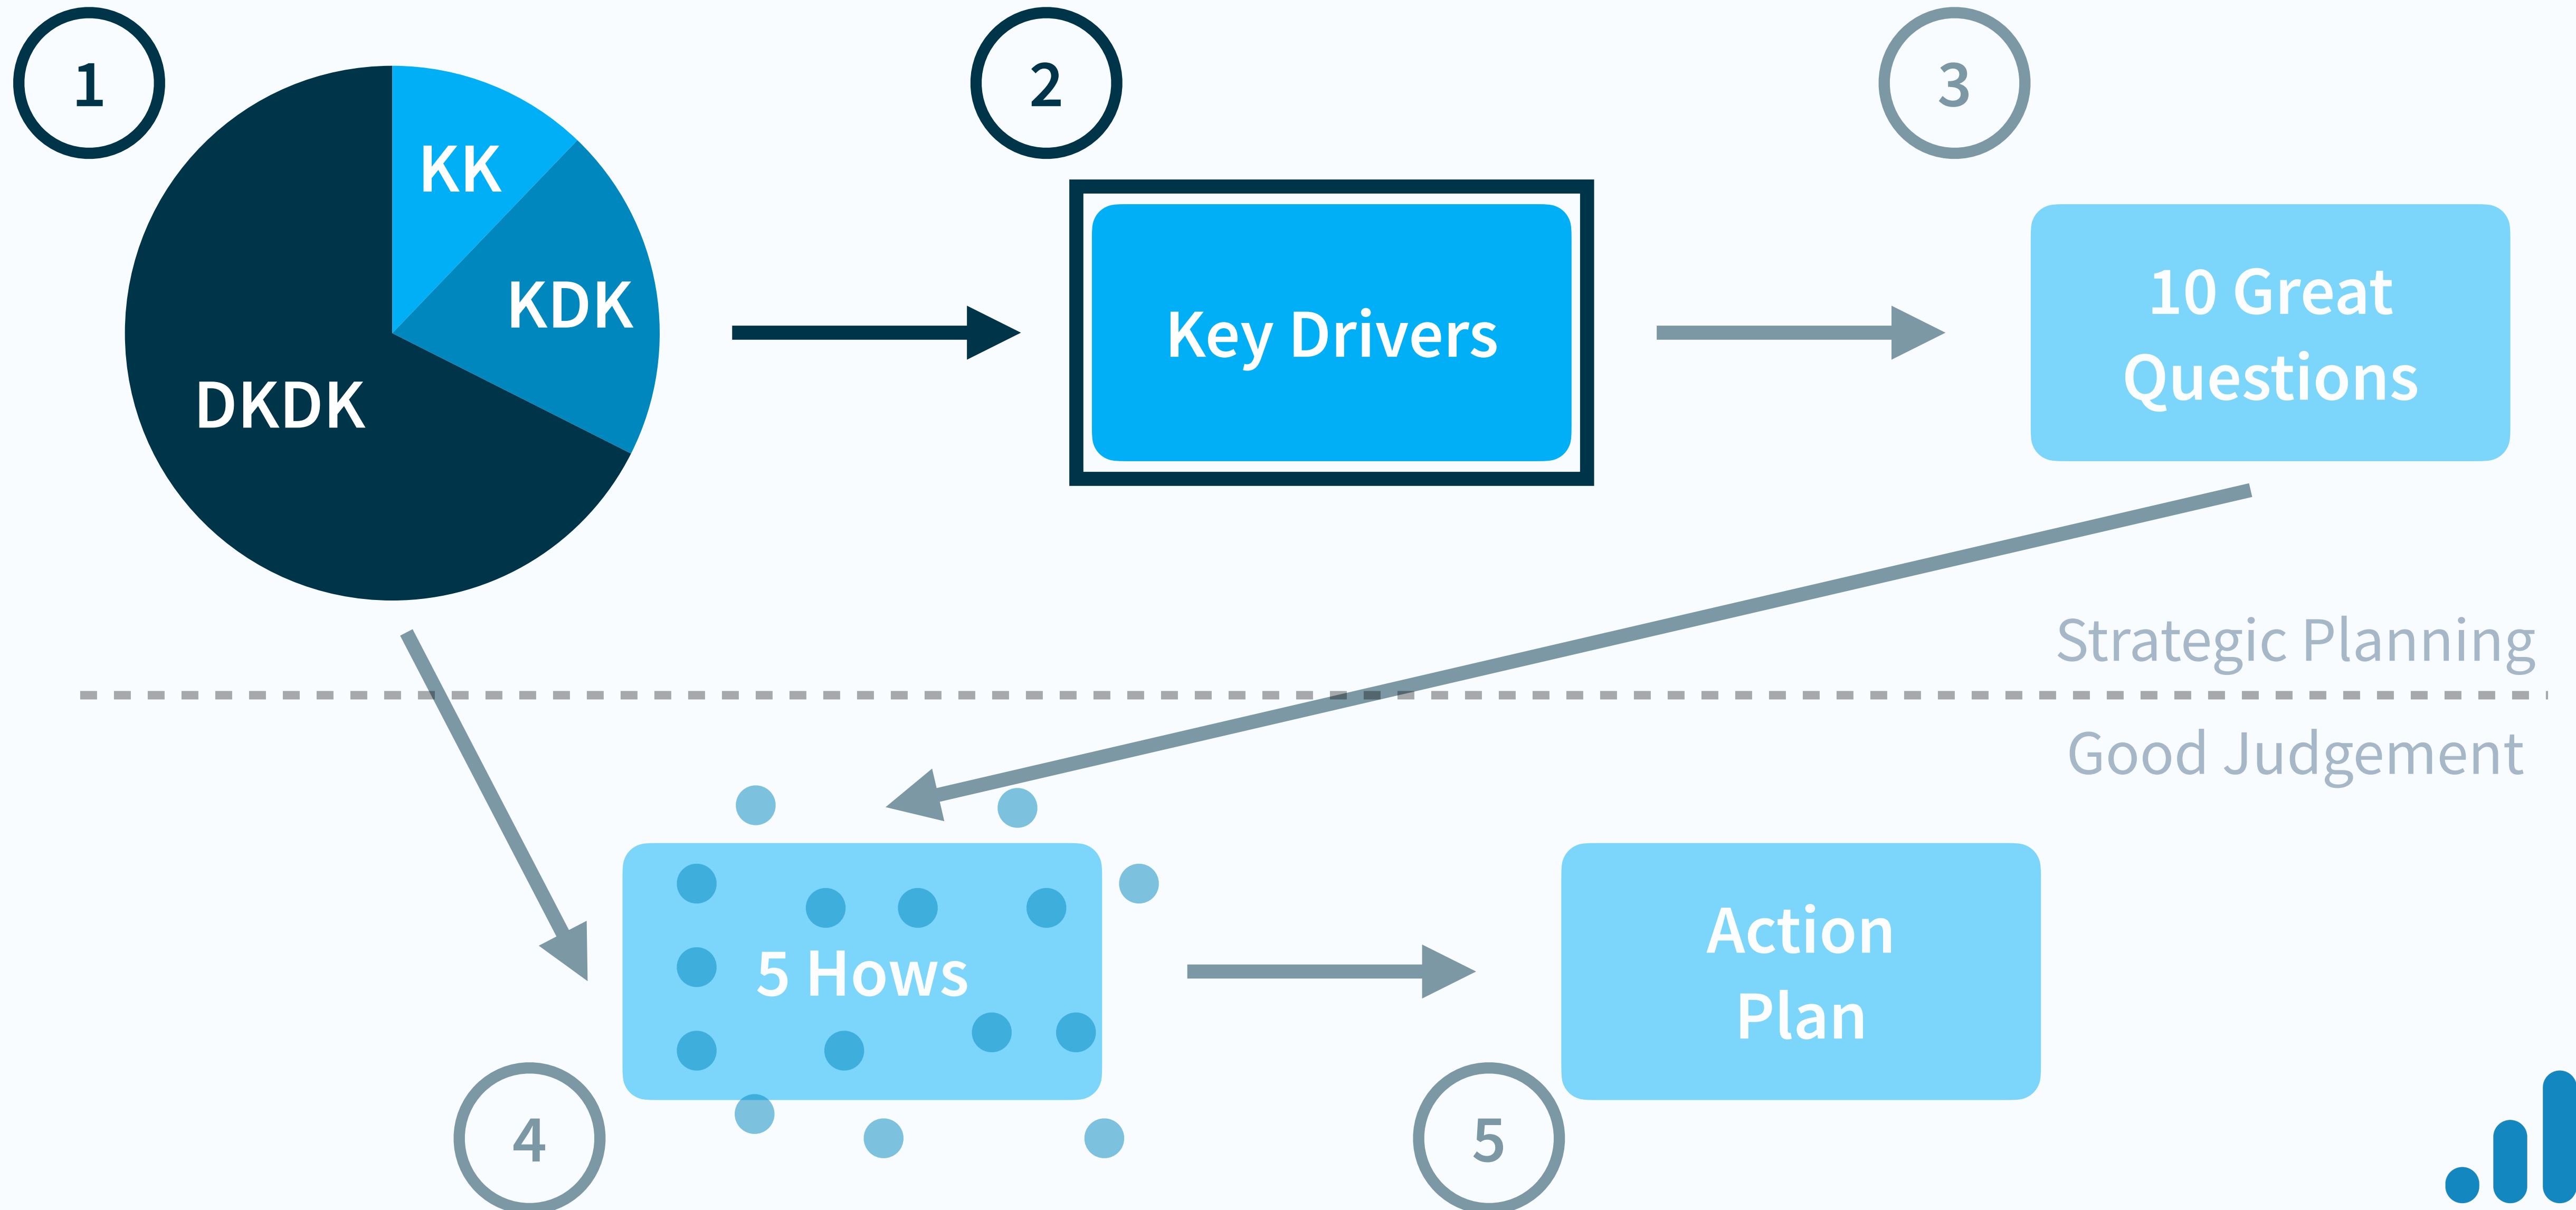 1
2
3
KK
KDK
DKDK
Key Drivers
10 Great
Questions
Strategic Planning
Good Judgement
5 Hows
Action
Plan
4
5